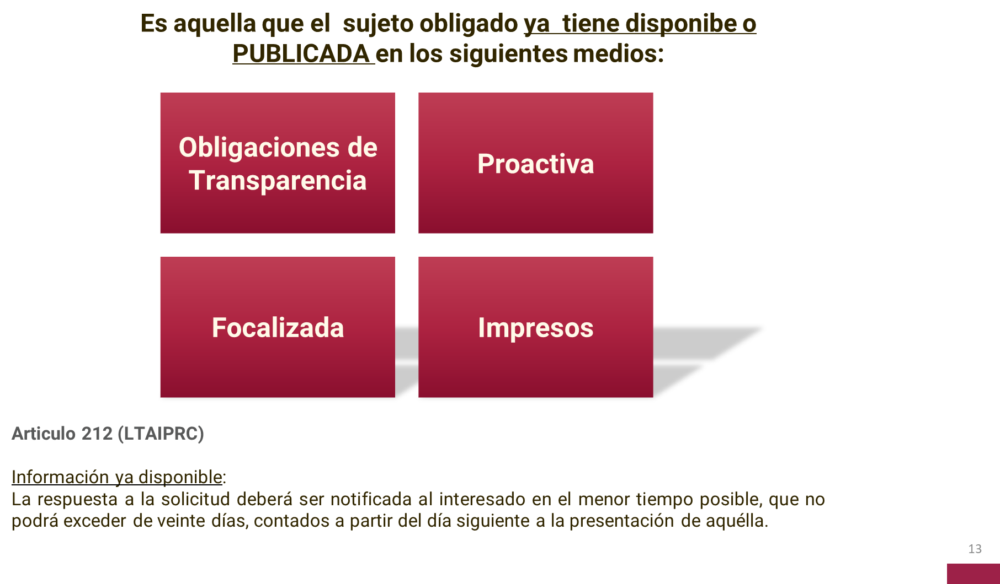 Es aquella que el sujeto obligado ya tiene disponibe o
PUBLICADA en los siguientes medios:
Obligaciones de
Transparencia
Proactiva
Focalizada
Impresos
Articulo 212 (LTAIPRC)
Información ya disponible:
La respuesta a la solicitud deberá ser notificada al interesado en el menor tiempo posible, que no
podrá exceder de veinte días, contados a partir del día siguiente a la presentación de aquélla.
13